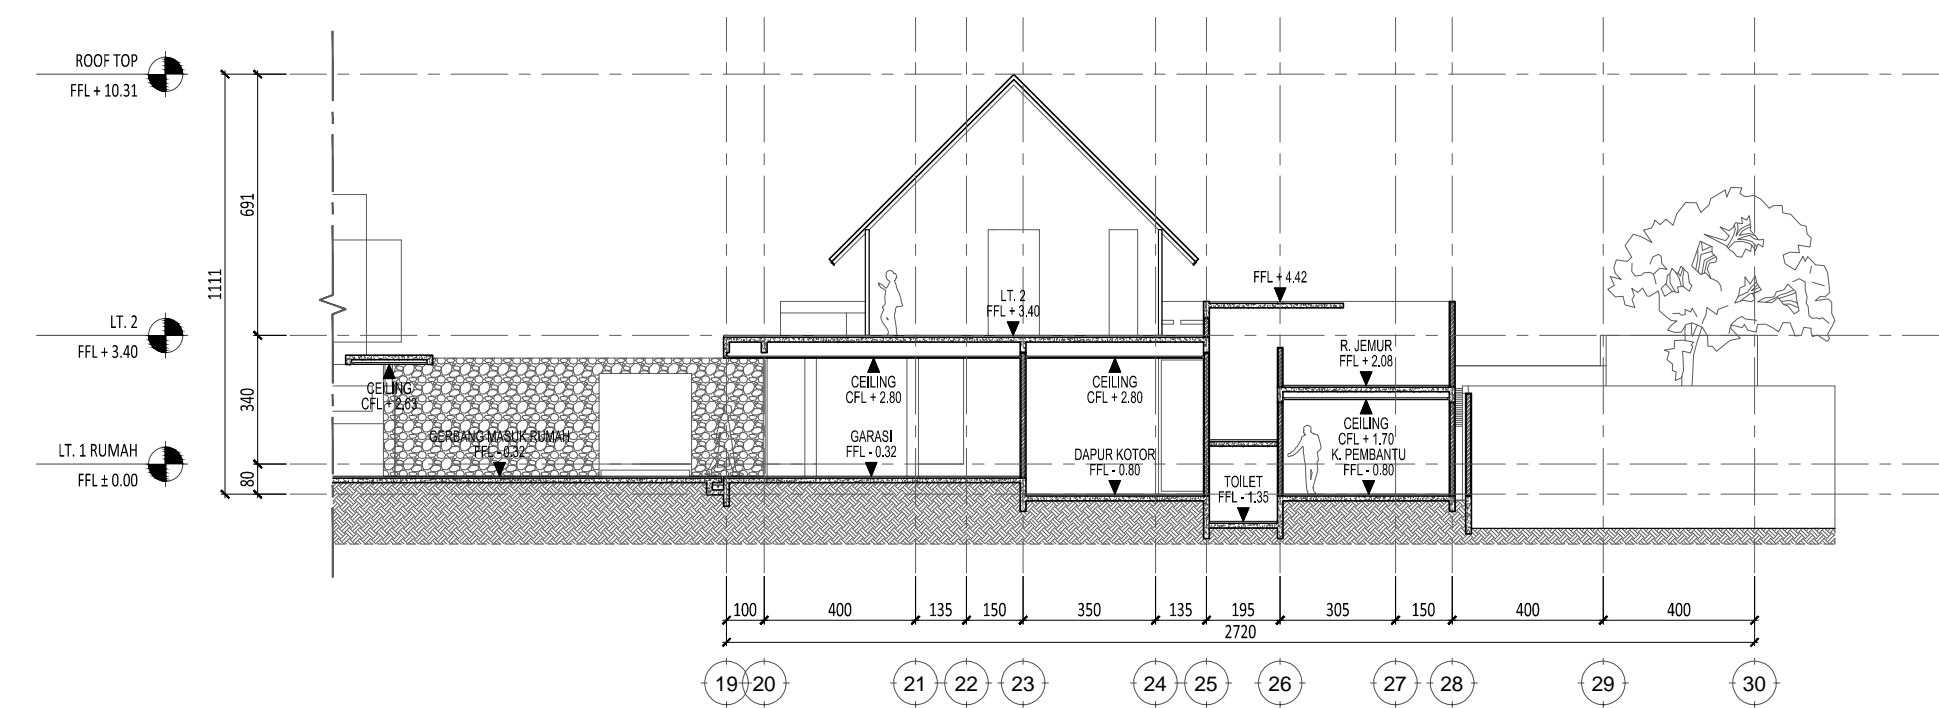 ROOF TOP
FFL + 10.31
691
1111
FFL + 4.42
LT. 2
FFL + 3.40
LT. 2
FFL + 3.40
R. JEMUR
FFL + 2.08
CEILING
CFL + 2.63
CEILING
CFL + 2.80
CEILING
CFL + 2.80
340
CEILING
CFL + 1.70
K. PEMBANTU
FFL - 0.80
LT. 1 RUMAH
FFL ± 0.00
GERBANG MASUK RUMAH
FFL - 0.32
GARASI
FFL - 0.32
DAPUR KOTOR
FFL - 0.80
80
TOILET
FFL - 1.35
100 400 135 150 350 135 195 305 150 400 400
2720
19 20 21 22 23 24 25 26 27 28 29 30